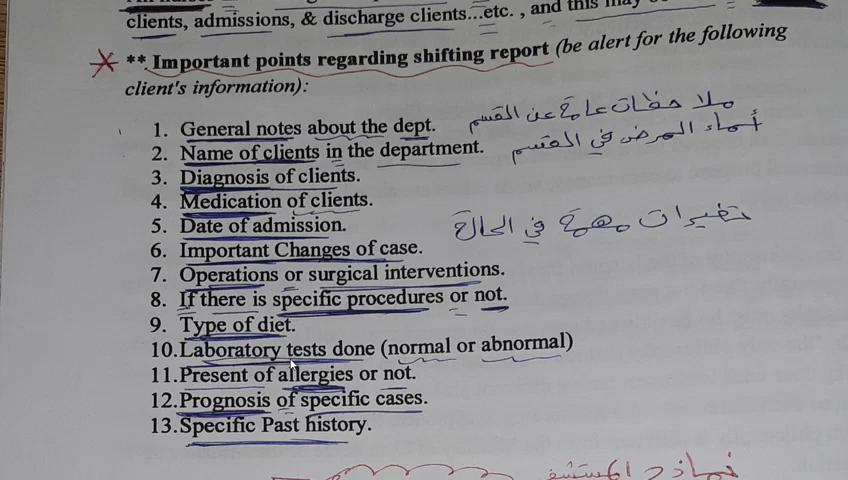 clients, admissions, & discharge clients...etc. , and this may
** Important points regarding shifting report (be alert for the following
client's information):
1. General notes about the dept. ملاحظات عامة عن القسم
2. Name of clients in the department. أسماء المرضى في القسم
3. Diagnosis of clients.
4. Medication of clients.
5. Date of admission.
6. Important Changes of case. تغيرات مهمة في الحالة
7. Operations or surgical interventions.
8. If there is specific procedures or not.
9. Type of diet.
10.Laboratory tests done (normal or abnormal)
11.Present of allergies or not.
12.Prognosis of specific cases.
13.Specific Past history.
نماذج المستشفى